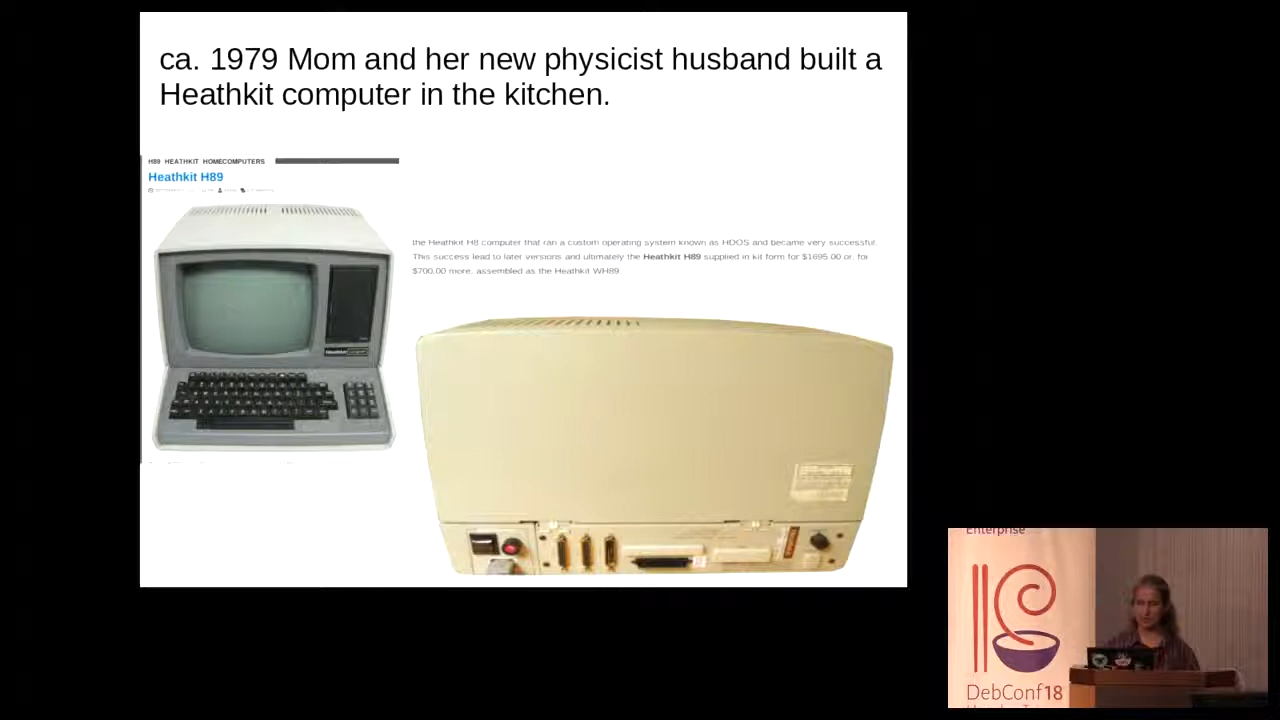 ca. 1979 Mom and her new physicist husband built a
Heathkit computer in the kitchen.
H89 HEATHKIT HOMECOMPUTERS
Heathkit H89
the Heathkit H8 computer that ran a custom operating system known as HDOS and became very successful.
This success lead to later versions and ultimately the Heathkit H89 supplied in kit form for $1695.00 or, for
$700.00 more, assembled as the Heathkit WH89
Enterprise
DebConf18